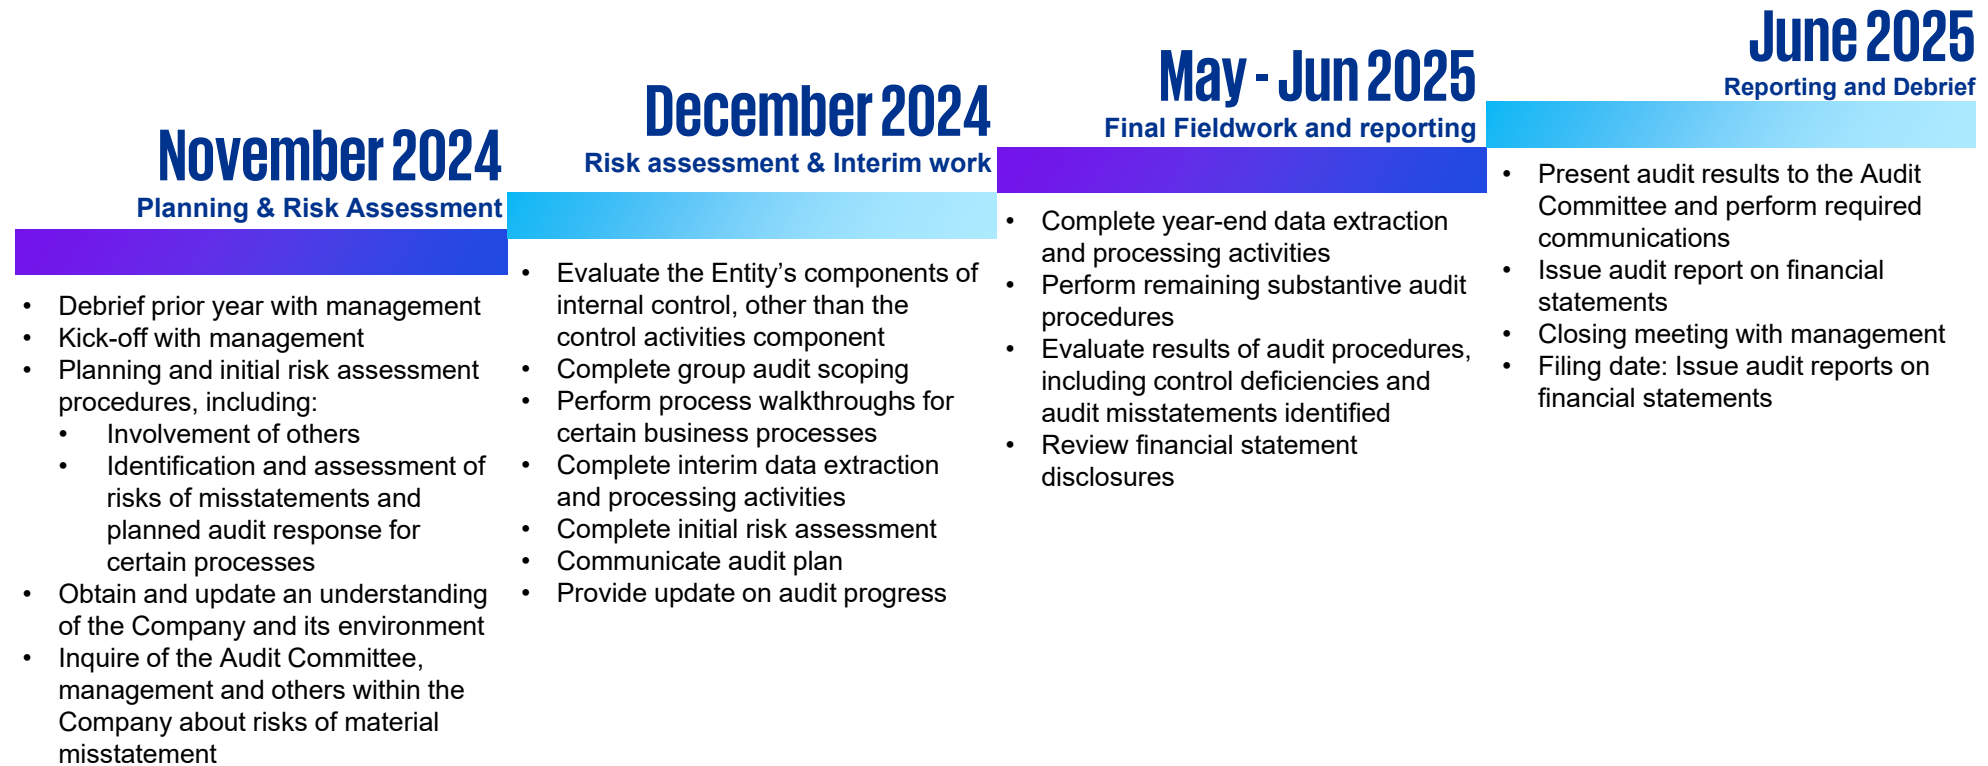 November 2024
Planning & Risk Assessment
• Debrief prior year with management
• Kick-off with management
• Planning and initial risk assessment
procedures, including:
• Involvement of others
• Identification and assessment of
risks of misstatements and
planned audit response for
certain processes
• Obtain and update an understanding
of the Company and its environment
• Inquire of the Audit Committee,
management and others within the
Company about risks of material
misstatement
December 2024
Risk assessment & Interim work
• Evaluate the Entity’s components of
internal control, other than the
control activities component
• Complete group audit scoping
• Perform process walkthroughs for
certain business processes
• Complete interim data extraction
and processing activities
• Complete initial risk assessment
• Communicate audit plan
• Provide update on audit progress
May - Jun 2025
Final Fieldwork and reporting
• Complete year-end data extraction
and processing activities
• Perform remaining substantive audit
procedures
• Evaluate results of audit procedures,
including control deficiencies and
audit misstatements identified
• Review financial statement
disclosures
June 2025
Reporting and Debrief
• Present audit results to the Audit
Committee and perform required
communications
• Issue audit report on financial
statements
• Closing meeting with management
• Filing date: Issue audit reports on
financial statements